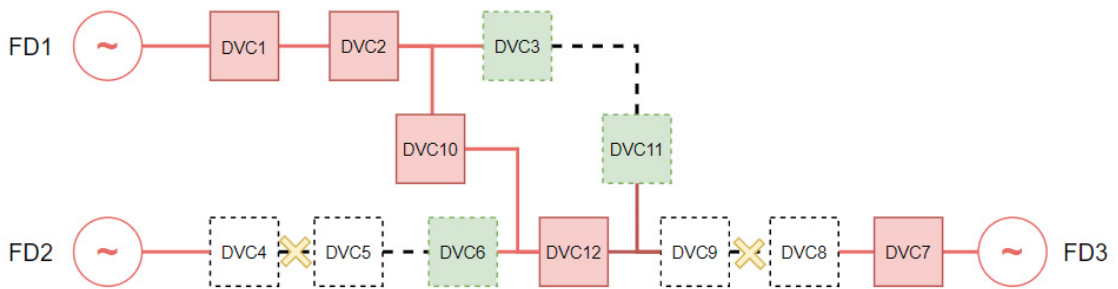 FD1
~
DVC1
DVC2
DVC3
DVC10
DVC11
FD2
~
DVC4
DVC5
DVC6
DVC12
DVC9
DVC8
DVC7
~
FD3